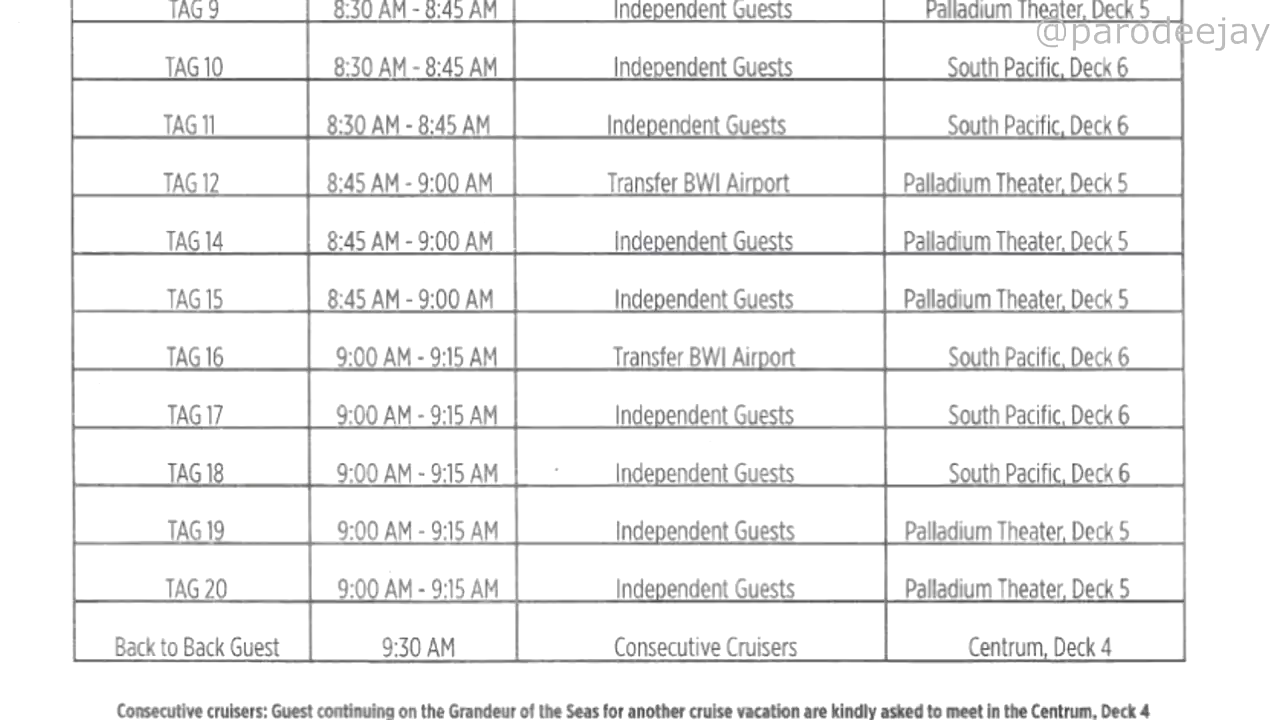 TAG 9 8:30 AM - 8:45 AM Independent Guests Palladium Theater, Deck 5
@parodeejay
TAG 10 8:30 AM - 8:45 AM Independent Guests South Pacific, Deck 6
TAG 11 8:30 AM - 8:45 AM Independent Guests South Pacific, Deck 6
TAG 12 8:45 AM - 9:00 AM Transfer BWI Airport Palladium Theater, Deck 5
TAG 14 8:45 AM - 9:00 AM Independent Guests Palladium Theater, Deck 5
TAG 15 8:45 AM - 9:00 AM Independent Guests Palladium Theater, Deck 5
TAG 16 9:00 AM - 9:15 AM Transfer BWI Airport South Pacific, Deck 6
TAG 17 9:00 AM - 9:15 AM Independent Guests South Pacific, Deck 6
TAG 18 9:00 AM - 9:15 AM Independent Guests South Pacific, Deck 6
TAG 19 9:00 AM - 9:15 AM Independent Guests Palladium Theater, Deck 5
TAG 20 9:00 AM - 9:15 AM Independent Guests Palladium Theater, Deck 5
Back to Back Guest 9:30 AM Consecutive Cruisers Centrum, Deck 4
Consecutive cruisers: Guest continuing on the Grandeur of the Seas for another cruise vacation are kindly asked to meet in the Centrum, Deck 4